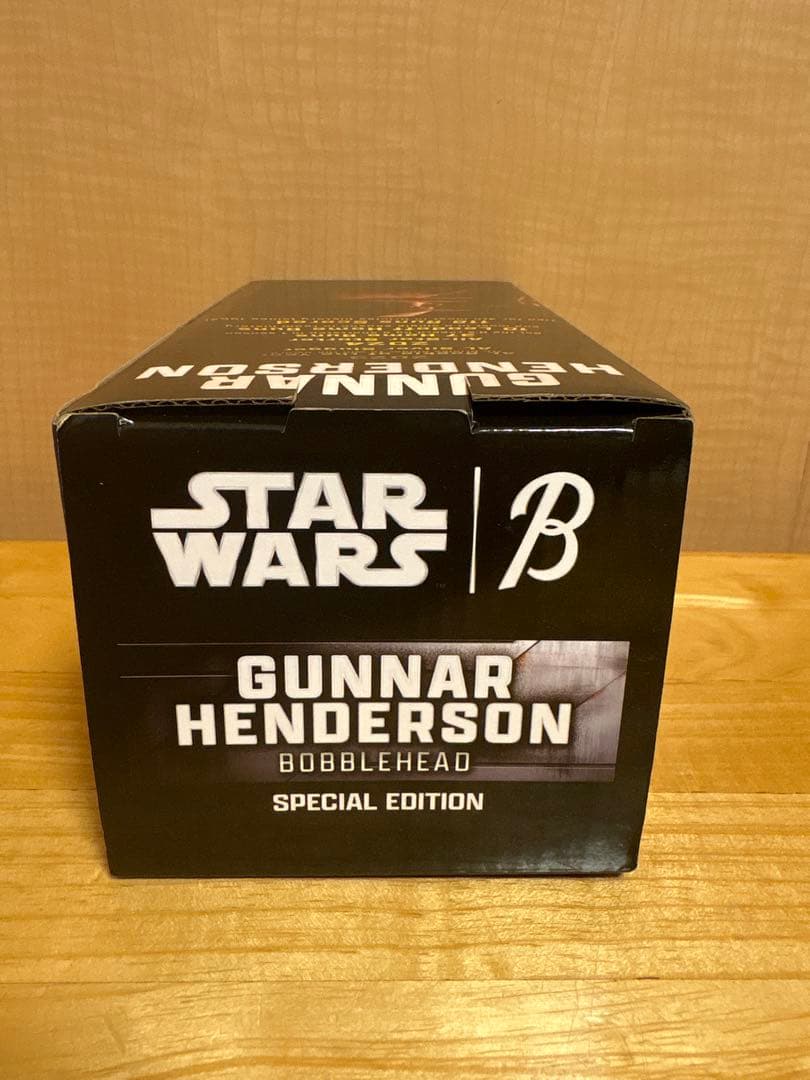 GUNNAR
HENDERSON
STAR
WARS
B
GUNNAR
HENDERSON
BOBBLEHEAD
SPECIAL EDITION